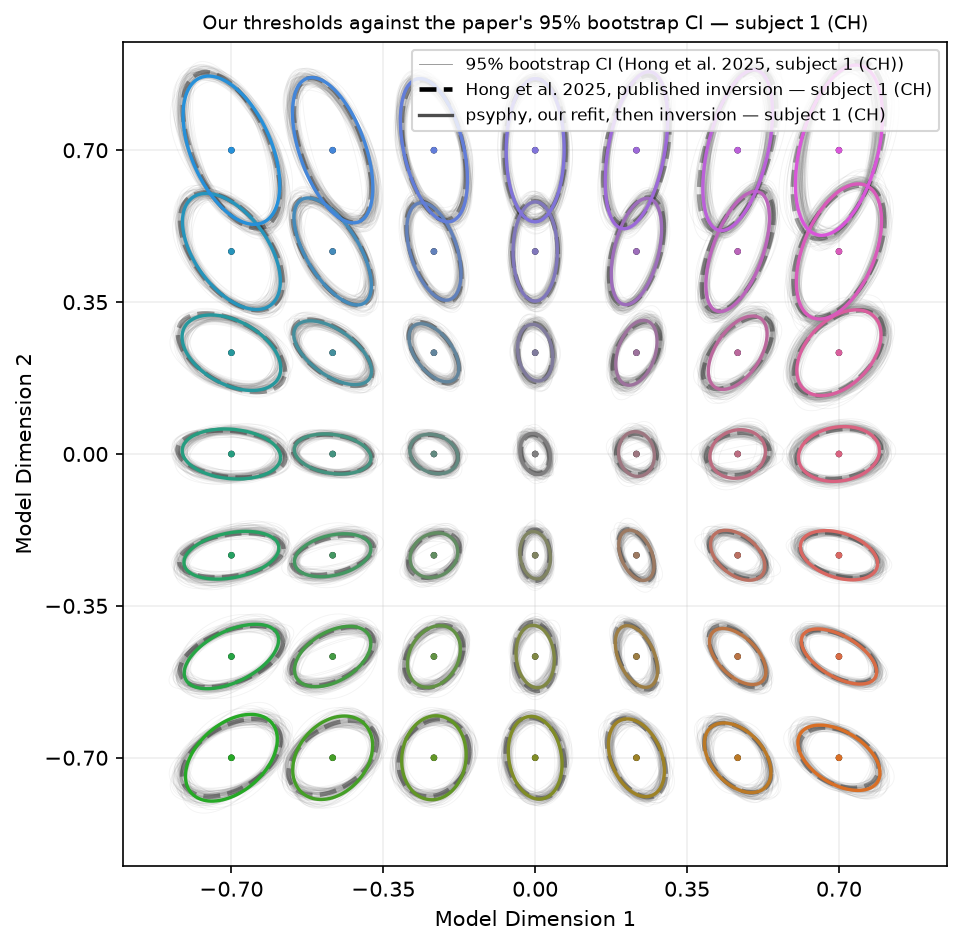 Our thresholds against the paper's 95% bootstrap CI — subject 1 (CH)
95% bootstrap CI (Hong et al. 2025, subject 1 (CH))
Hong et al. 2025, published inversion — subject 1 (CH)
psyphy, our refit, then inversion — subject 1 (CH)
0.70
0.35
0.00
−0.35
−0.70
Model Dimension 2
−0.70 −0.35 0.00 0.35 0.70
Model Dimension 1